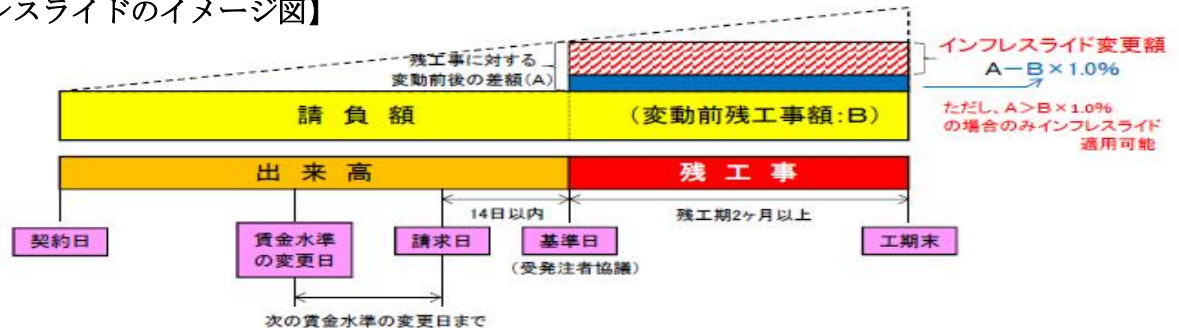 レスライドのイメージ図】
残工事に対する
変動前後の差額(A)
インフレスライド変更額
A-B×1.0%
請負額
(変動前残工事額:B)
ただし、A>B×1.0%
の場合のみインフレスライド
適用可能
出来高
残工事
14日以内
残工期2ヶ月以上
契約日
賃金水準
の変更日
請求日
基準日
工期末
(受発注者協議)
次の賃金水準の変更日まで